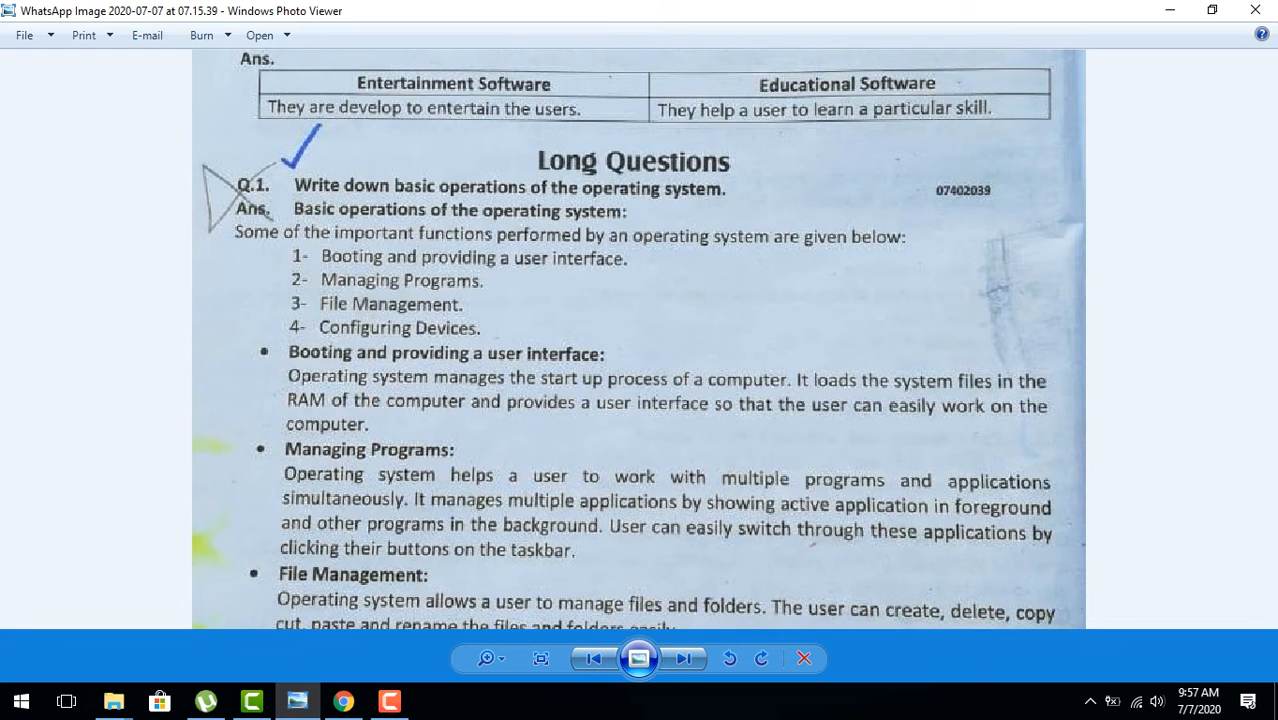 WhatsApp Image 2020-07-07 at 07.15.39 - Windows Photo Viewer
File Print E-mail Burn Open
Ans.
Entertainment Software Educational Software
They are develop to entertain the users. They help a user to learn a particular skill.
Long Questions
Q.1. Write down basic operations of the operating system. 07402039
Ans. Basic operations of the operating system:
Some of the important functions performed by an operating system are given below:
1- Booting and providing a user interface.
2- Managing Programs.
3- File Management.
4- Configuring Devices.
• Booting and providing a user interface:
Operating system manages the start up process of a computer. It loads the system files in the
RAM of the computer and provides a user interface so that the user can easily work on the
computer.
• Managing Programs:
Operating system helps a user to work with multiple programs and applications
simultaneously. It manages multiple applications by showing active application in foreground
and other programs in the background. User can easily switch through these applications by
clicking their buttons on the taskbar.
• File Management:
Operating system allows a user to manage files and folders. The user can create, delete, copy
cut, paste and rename the files and folders easily
9:57 AM
7/7/2020